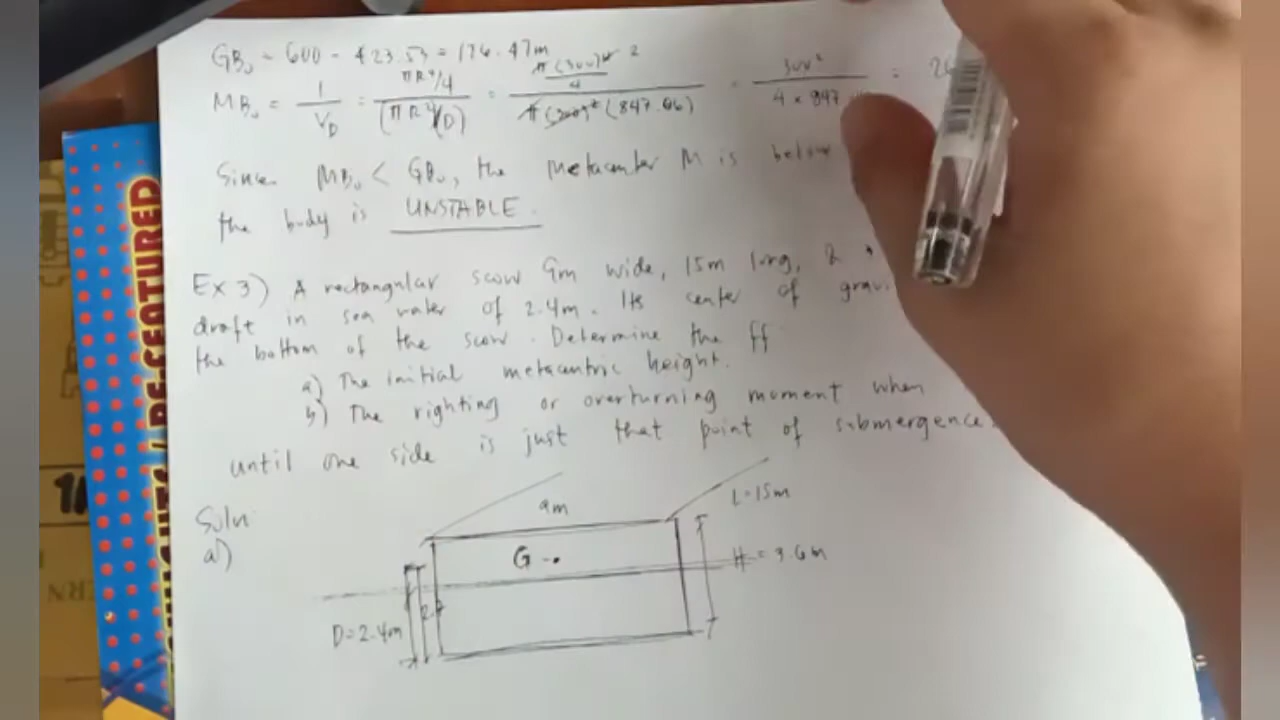 GB₀ = 600 - 423.53 = 176.47m
MB₀ = I/V_D = (πR⁴/4)/(πR²(D)) = (π(300)⁴/4)/(π(300)²(847.06)) = 300²/(4 × 847
Since MB₀ < GB₀, the metacenter M is below
the body is UNSTABLE.
Ex 3) A rectangular scow 9m wide, 15m long, &
draft in sea water of 2.4m. Its center of gravi
the bottom of the scow. Determine the ff
a) The initial metacentric height.
b) The righting or overturning moment when
until one side is just that point of submergence.
Soln
a)
9m
L=15m
G
H = 3.6m
D=2.4m
RE-FEATURED